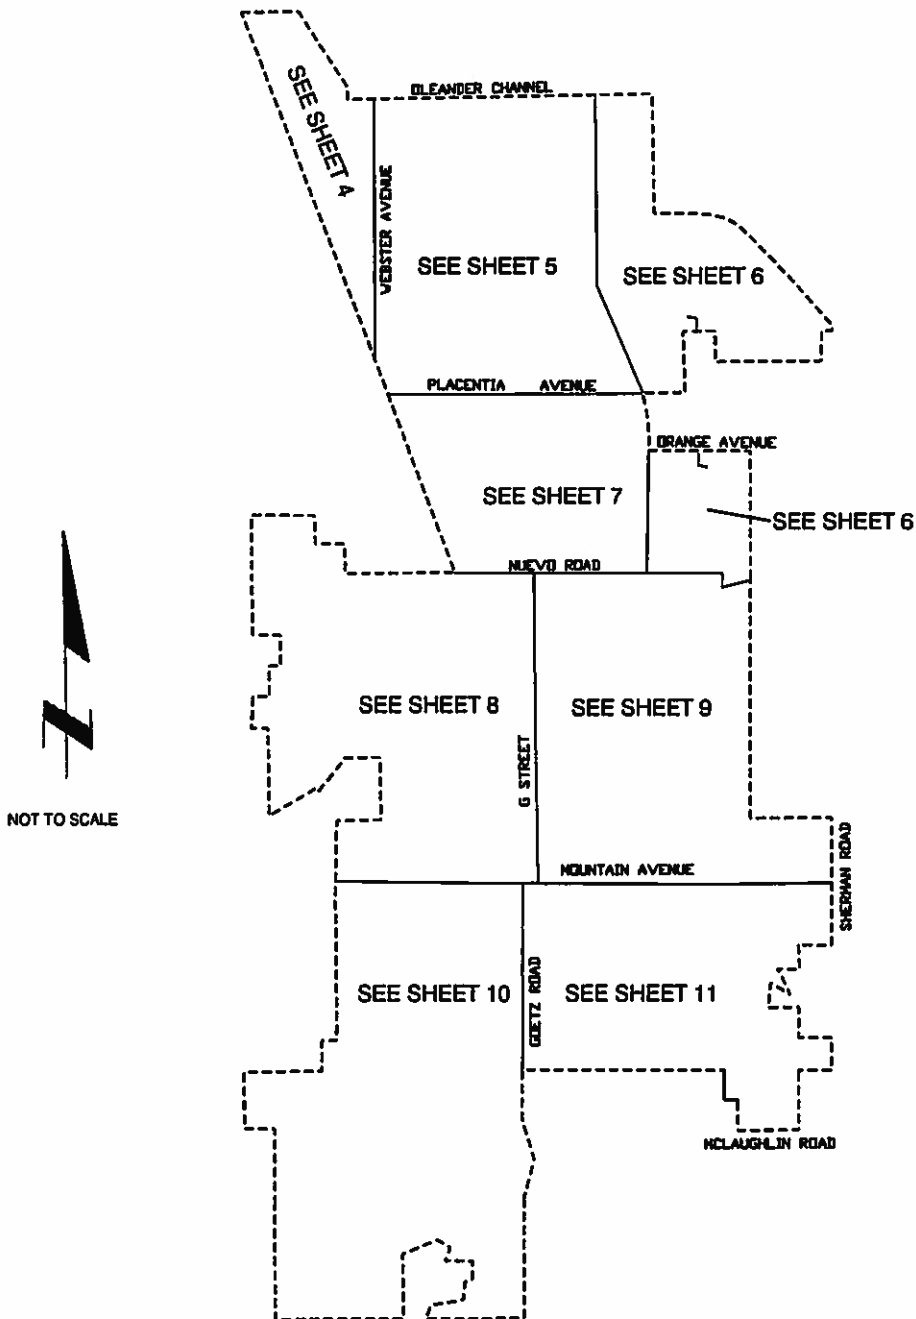 SEE SHEET 4
OLEANDER CHANNEL
WEBSTER AVENUE
SEE SHEET 5
SEE SHEET 6
PLACENTIA AVENUE
ORANGE AVENUE
SEE SHEET 7
SEE SHEET 6
NUEVO ROAD
SEE SHEET 8
SEE SHEET 9
G STREET
NOT TO SCALE
MOUNTAIN AVENUE
SHERMAN ROAD
SEE SHEET 10
GOETZ ROAD
SEE SHEET 11
MCLAUGHLIN ROAD